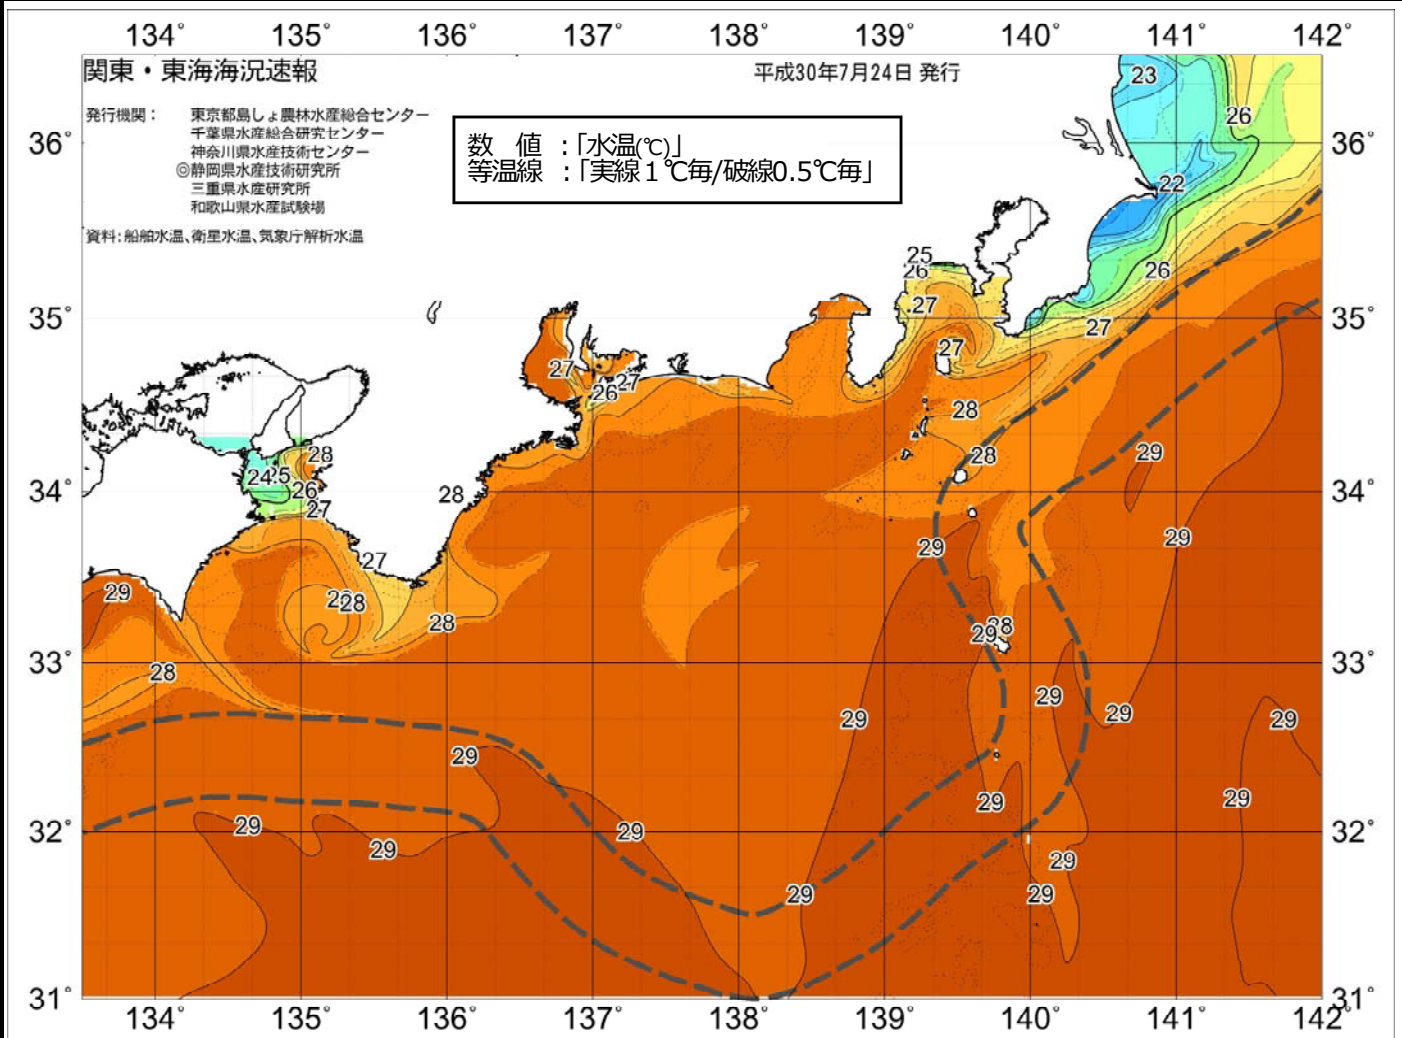 134° 135° 136° 137° 138° 139° 140° 141° 142°
関東・東海海況速報
平成30年7月24日 発行
発行機関： 東京都島しょ農林水産総合センター
千葉県水産総合研究センター
神奈川県水産技術センター
◎静岡県水産技術研究所
三重県水産研究所
和歌山県水産試験場
資料：船舶水温、衛星水温、気象庁解析水温
数　値　：「水温(℃)」
等温線　：「実線１℃毎/破線0.5℃毎」
23
26
36° 36°
22
25
26 26
27
35° 35°
27
27
27 27
26
28
28 28 29
24 25
26 28
34° 34°
27
29 29
27
29
28 28
28 28
29
33° 33°
28
29
29 29 29
29
29 29
29 29 29
32° 32°
29
29
29 29
31° 31°
134° 135° 136° 137° 138° 139° 140° 141° 142°